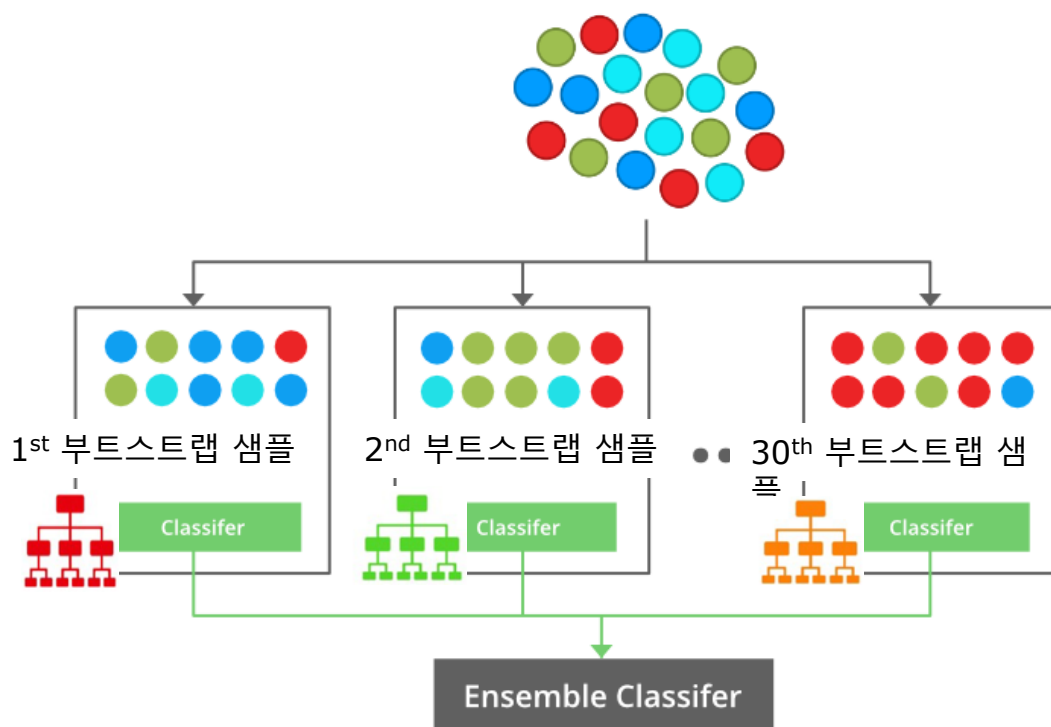 1st 부트스트랩 샘플
2nd 부트스트랩 샘플
30th 부트스트랩 샘
플
Classifer
Classifer
Classifer
Ensemble Classifer